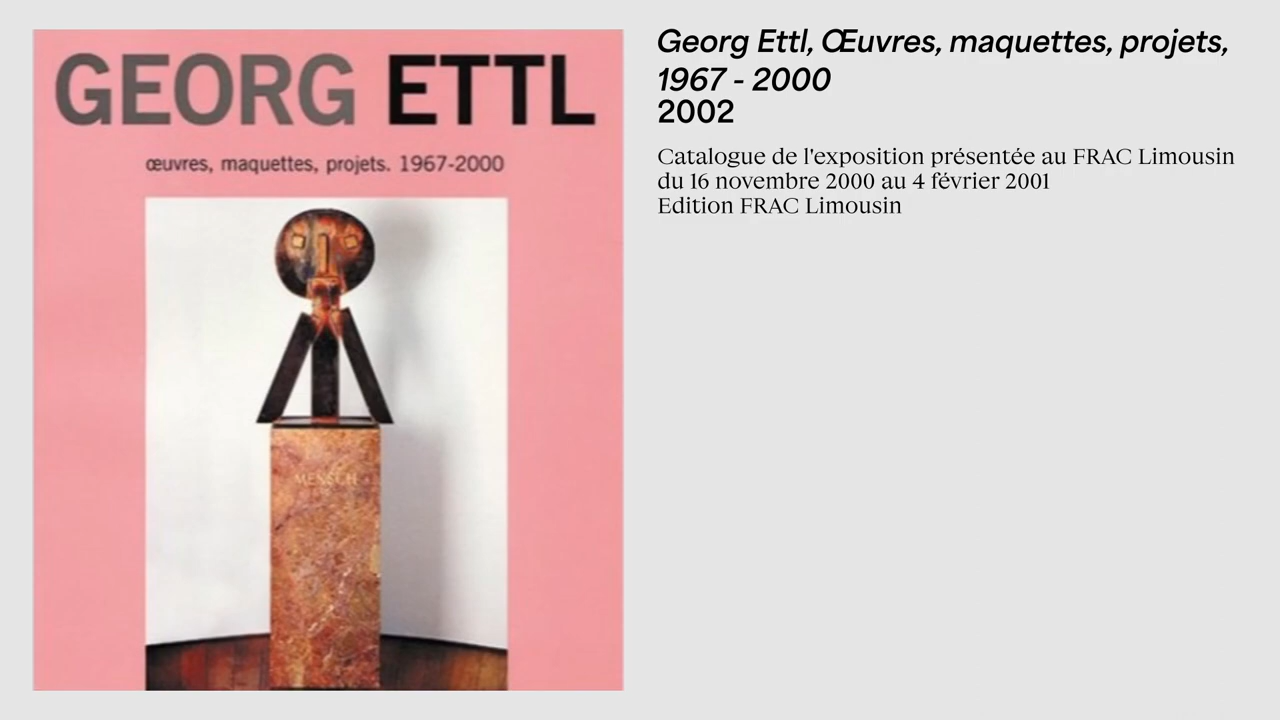 GEORG ETTL
œuvres, maquettes, projets. 1967-2000
MENSCH
Georg Ettl, Œuvres, maquettes, projets,
1967 - 2000
2002
Catalogue de l'exposition présentée au FRAC Limousin
du 16 novembre 2000 au 4 février 2001
Edition FRAC Limousin